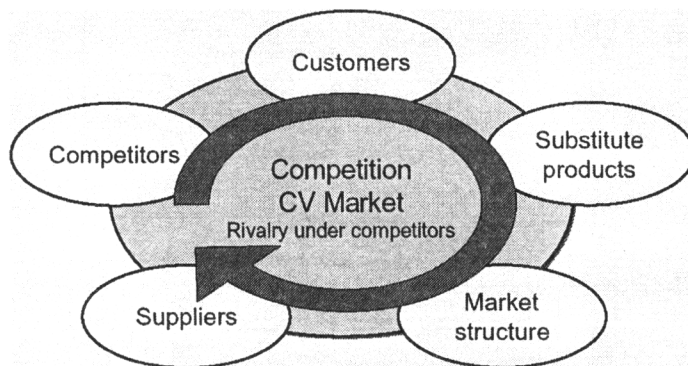 Customers
Competitors
Substitute
products
Competition
CV Market
Rivalry under competitors
Suppliers
Market
structure